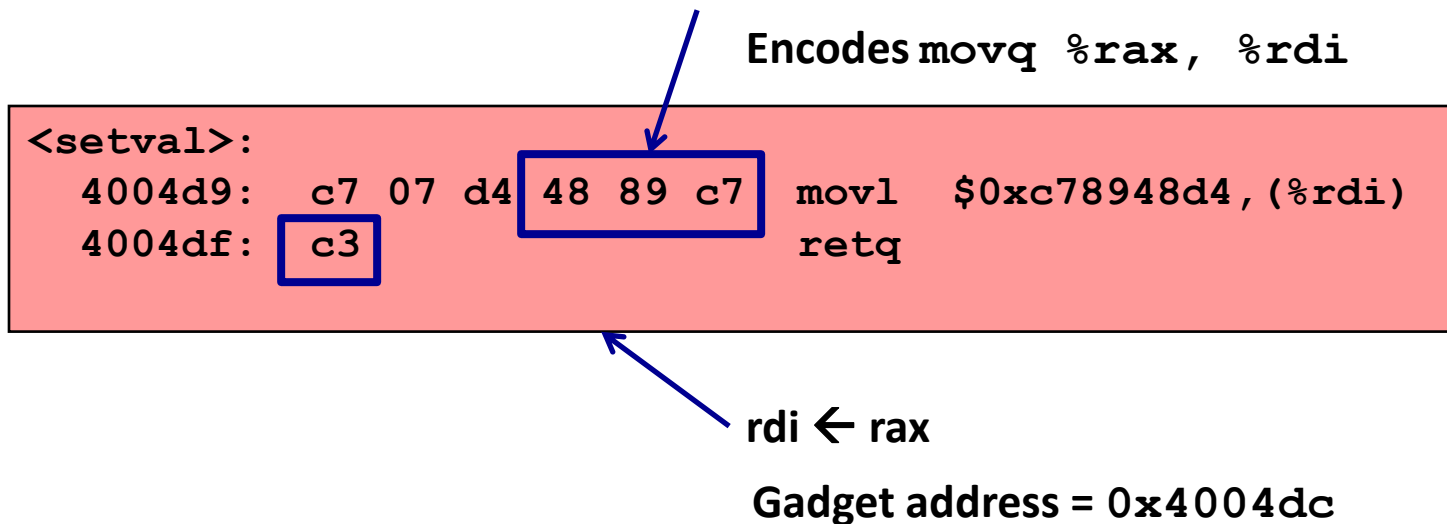 Encodes movq %rax, %rdi
<setval>:
4004d9: c7 07 d4 48 89 c7 movl $0xc78948d4,(%rdi)
4004df: c3 retq
rdi ← rax
Gadget address = 0x4004dc